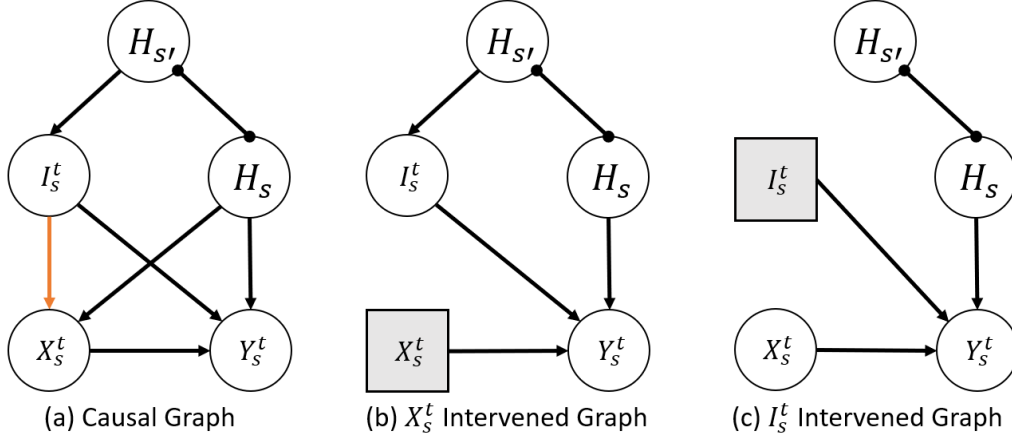 H_{s'} H_{s'} H_{s'}
I_s^t H_s I_s^t H_s I_s^t H_s
X_s^t Y_s^t X_s^t Y_s^t X_s^t Y_s^t
(a) Causal Graph (b) X_s^t Intervened Graph (c) I_s^t Intervened Graph